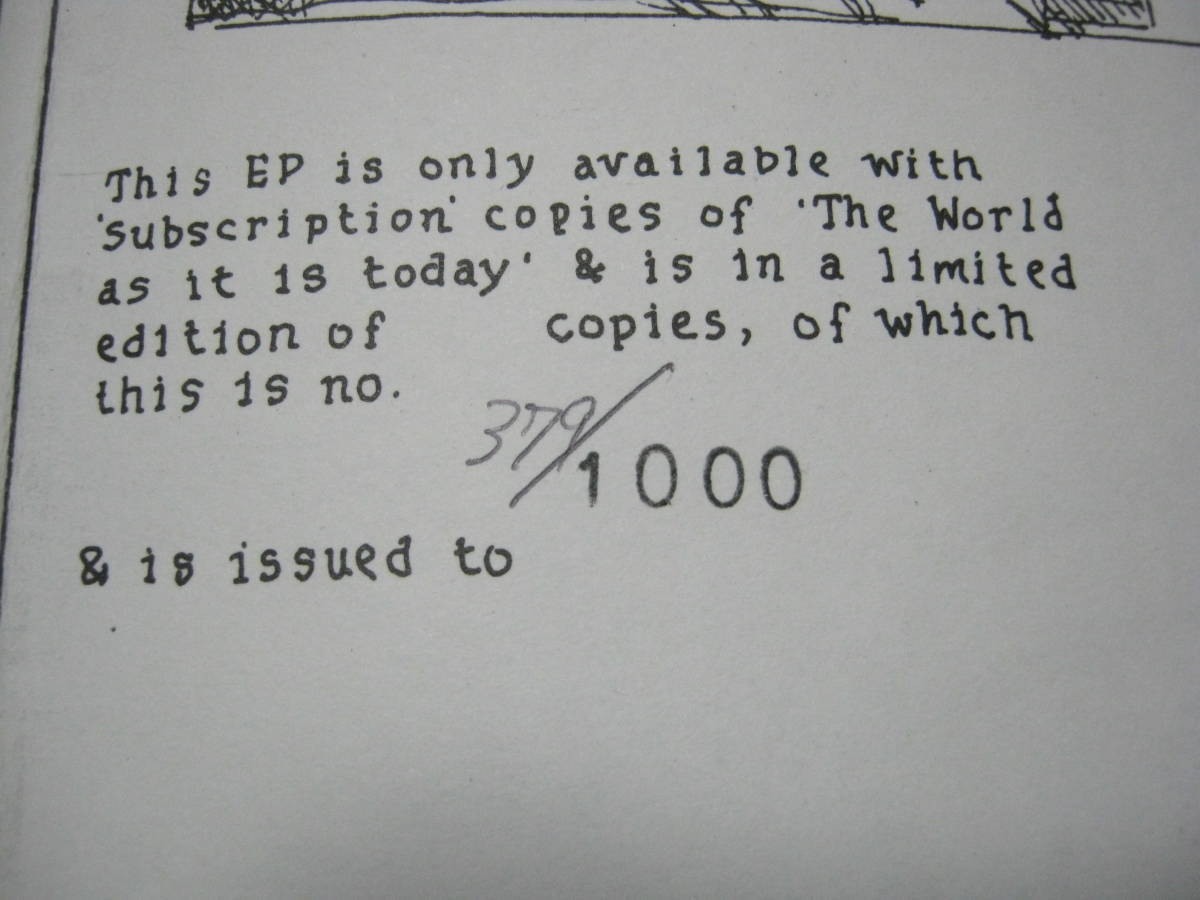 This EP is only available with
'Subscription' copies of 'The World
as it is today' & is in a limited
edition of copies, of which
this is no.
379/1000
& is issued to